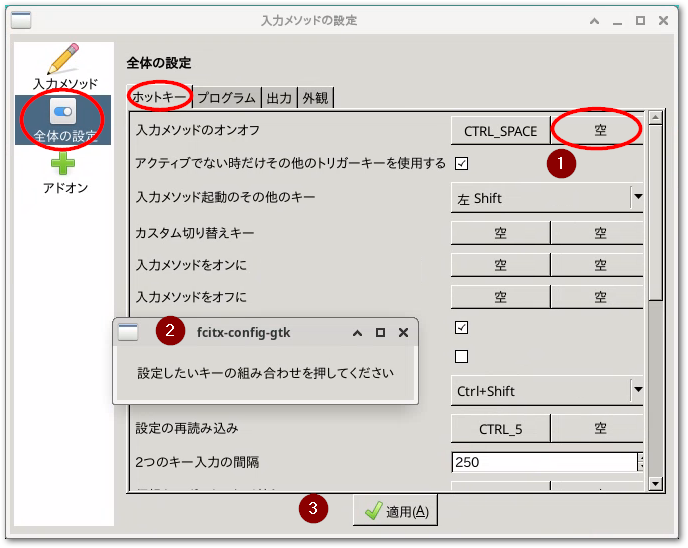 入力メソッドの設定
入力メソッド
全体の設定
アドオン
全体の設定
ホットキー プログラム 出力 外観
入力メソッドのオンオフ CTRL_SPACE 空
1
アクティブでない時だけその他のトリガーキーを使用する
入力メソッド起動のその他のキー 左 Shift
カスタム切り替えキー 空 空
入力メソッドをオンに 空 空
入力メソッドをオフに 空 空
2 fcitx-config-gtk
設定したいキーの組み合わせを押してください
Ctrl+Shift
設定の再読み込み CTRL_5 空
2つのキー入力の間隔 250
3 適用(A)